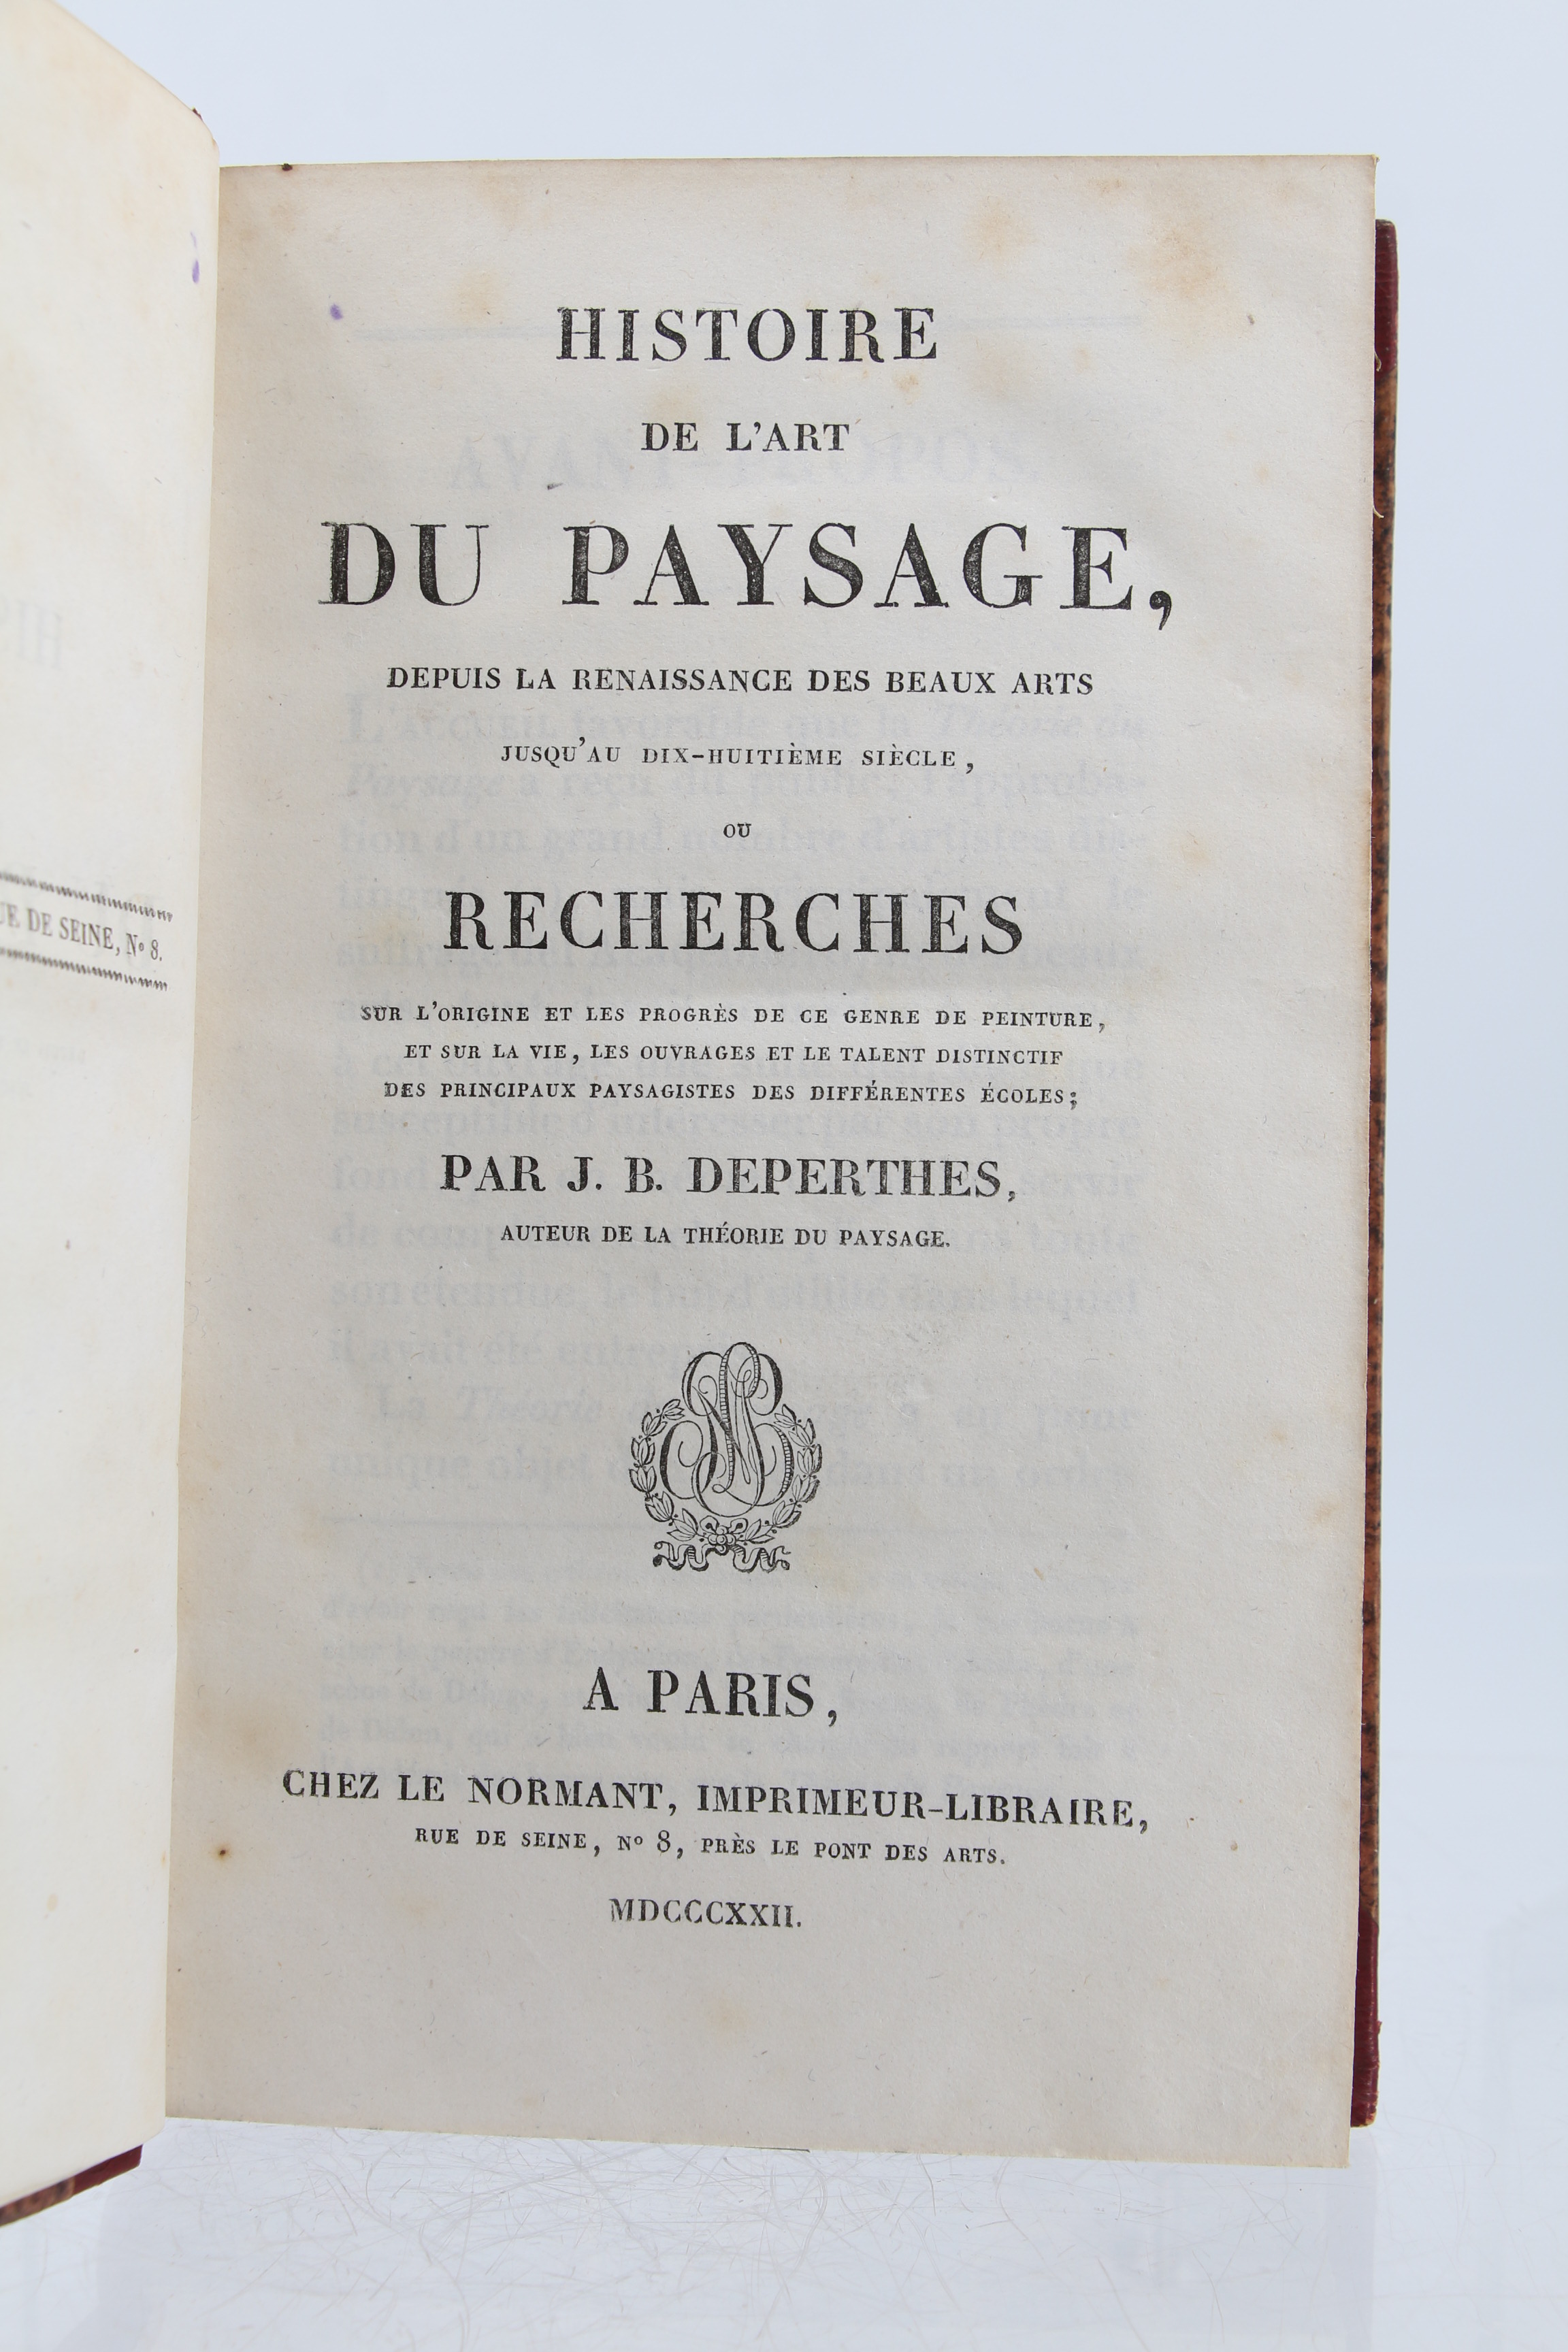 UE DE SEINE, Nº 8.
HISTOIRE
DE L'ART
DU PAYSAGE,
DEPUIS LA RENAISSANCE DES BEAUX ARTS
JUSQU'AU DIX-HUITIÈME SIÈCLE,
OU
RECHERCHES
SUR L'ORIGINE ET LES PROGRÈS DE CE GENRE DE PEINTURE,
ET SUR LA VIE, LES OUVRAGES ET LE TALENT DISTINCTIF
DES PRINCIPAUX PAYSAGISTES DES DIFFÉRENTES ÉCOLES;
PAR J. B. DEPERTHES,
AUTEUR DE LA THÉORIE DU PAYSAGE.
A PARIS,
CHEZ LE NORMANT, IMPRIMEUR-LIBRAIRE,
RUE DE SEINE, Nº 8, PRÈS LE PONT DES ARTS.
MDCCCXXII.